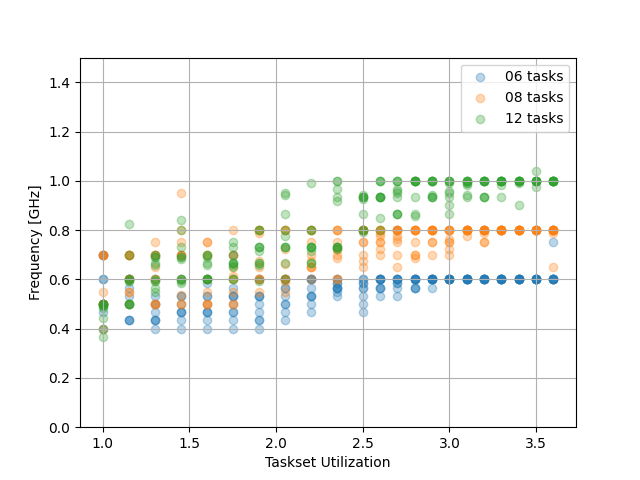 06 tasks
08 tasks
12 tasks
1.4
1.2
1.0
0.8
0.6
0.4
0.2
0.0
Frequency [GHz]
1.0 1.5 2.0 2.5 3.0 3.5
Taskset Utilization